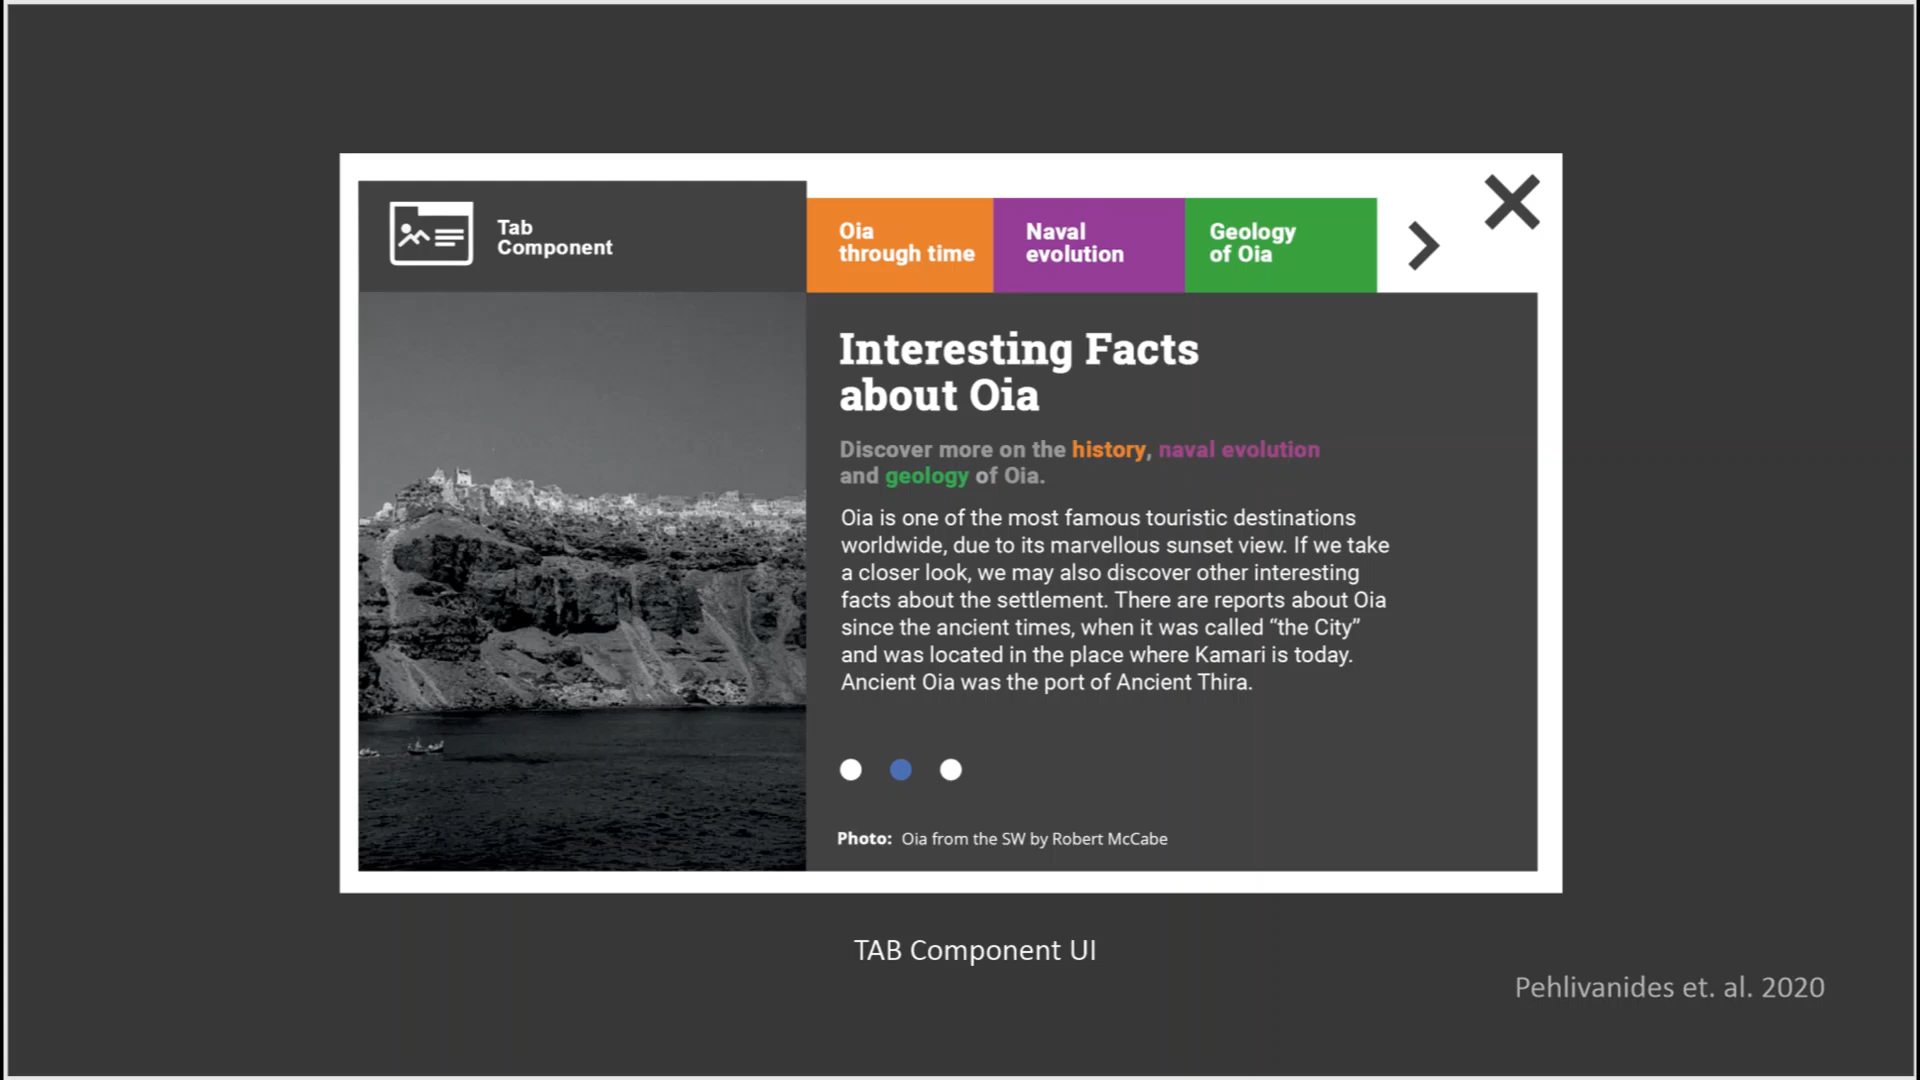 Tab
Component
Oia
through time
Naval
evolution
Geology
of Oia
Interesting Facts
about Oia
Discover more on the history, naval evolution
and geology of Oia.
Oia is one of the most famous touristic destinations
worldwide, due to its marvellous sunset view. If we take
a closer look, we may also discover other interesting
facts about the settlement. There are reports about Oia
since the ancient times, when it was called “the City”
and was located in the place where Kamari is today.
Ancient Oia was the port of Ancient Thira.
Photo: Oia from the SW by Robert McCabe
TAB Component UI
Pehlivanides et. al. 2020